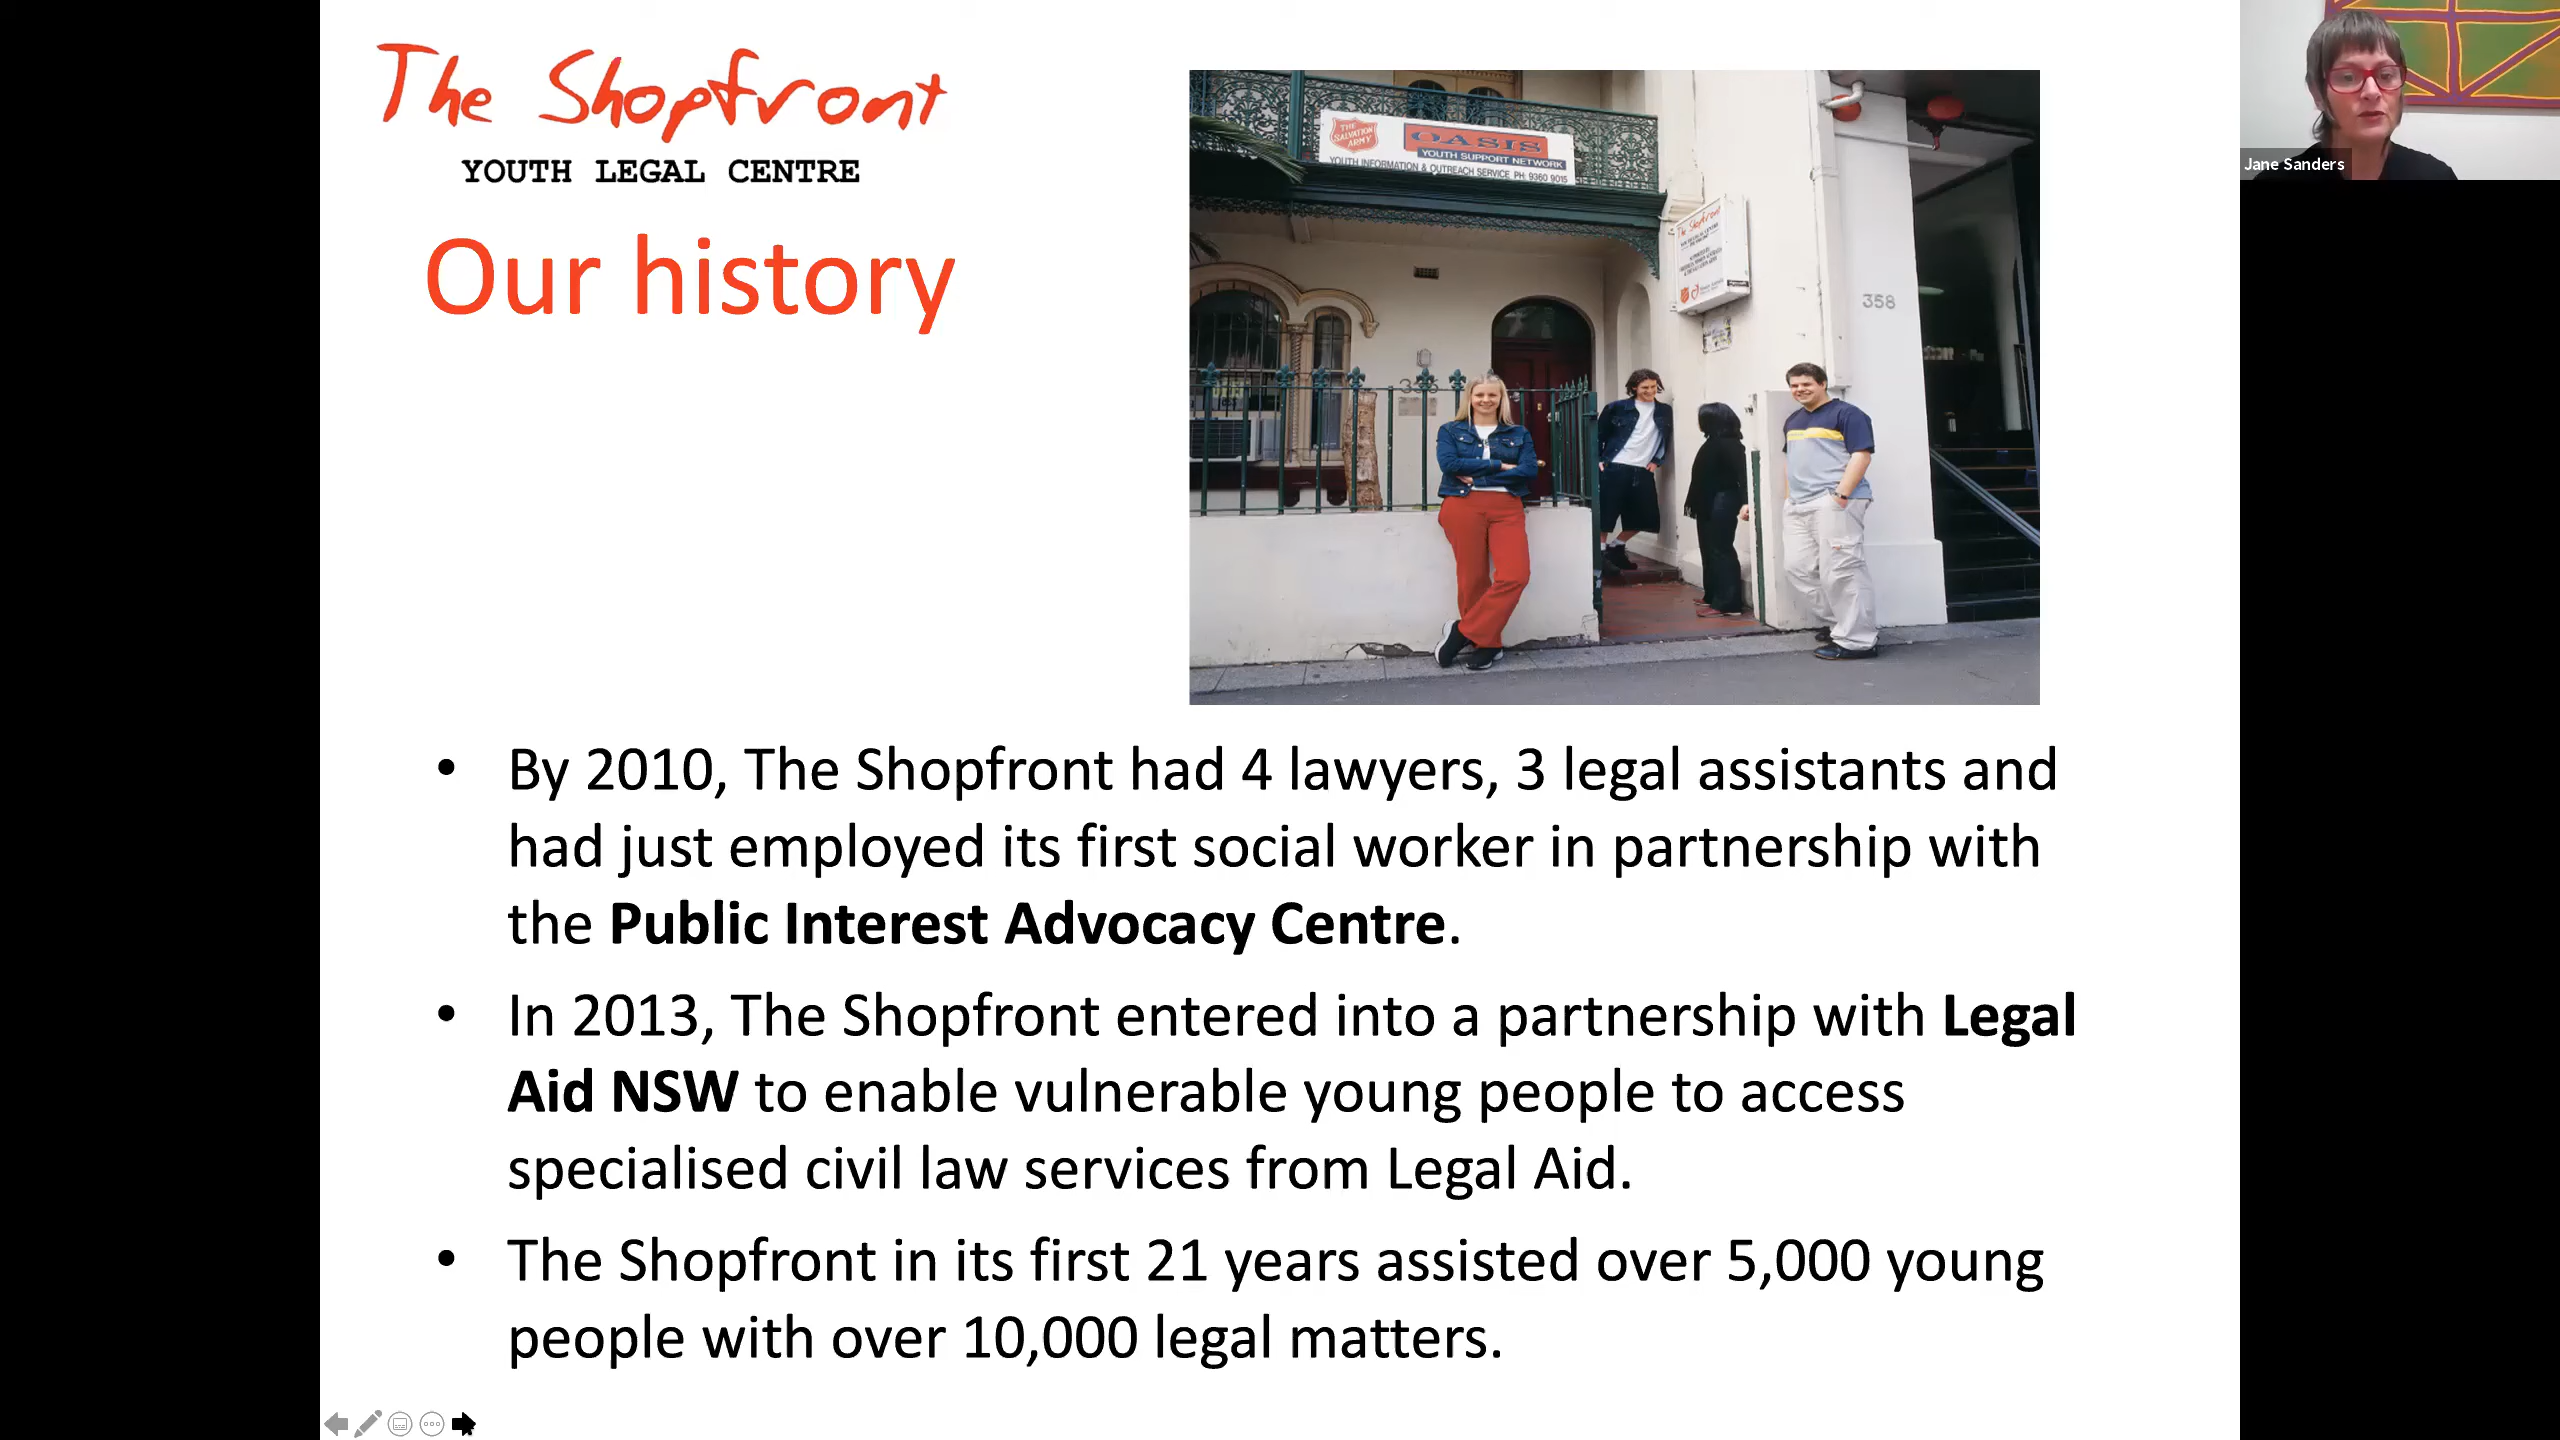 The Shopfront
YOUTH LEGAL CENTRE
Our history
THE
SALVATION
ARMY
OASIS
YOUTH SUPPORT NETWORK
YOUTH INFORMATION & OUTREACH SERVICE PH: 9360 9015
The Shopfront
358
Jane Sanders
• By 2010, The Shopfront had 4 lawyers, 3 legal assistants and
had just employed its first social worker in partnership with
the Public Interest Advocacy Centre.
• In 2013, The Shopfront entered into a partnership with Legal
Aid NSW to enable vulnerable young people to access
specialised civil law services from Legal Aid.
• The Shopfront in its first 21 years assisted over 5,000 young
people with over 10,000 legal matters.